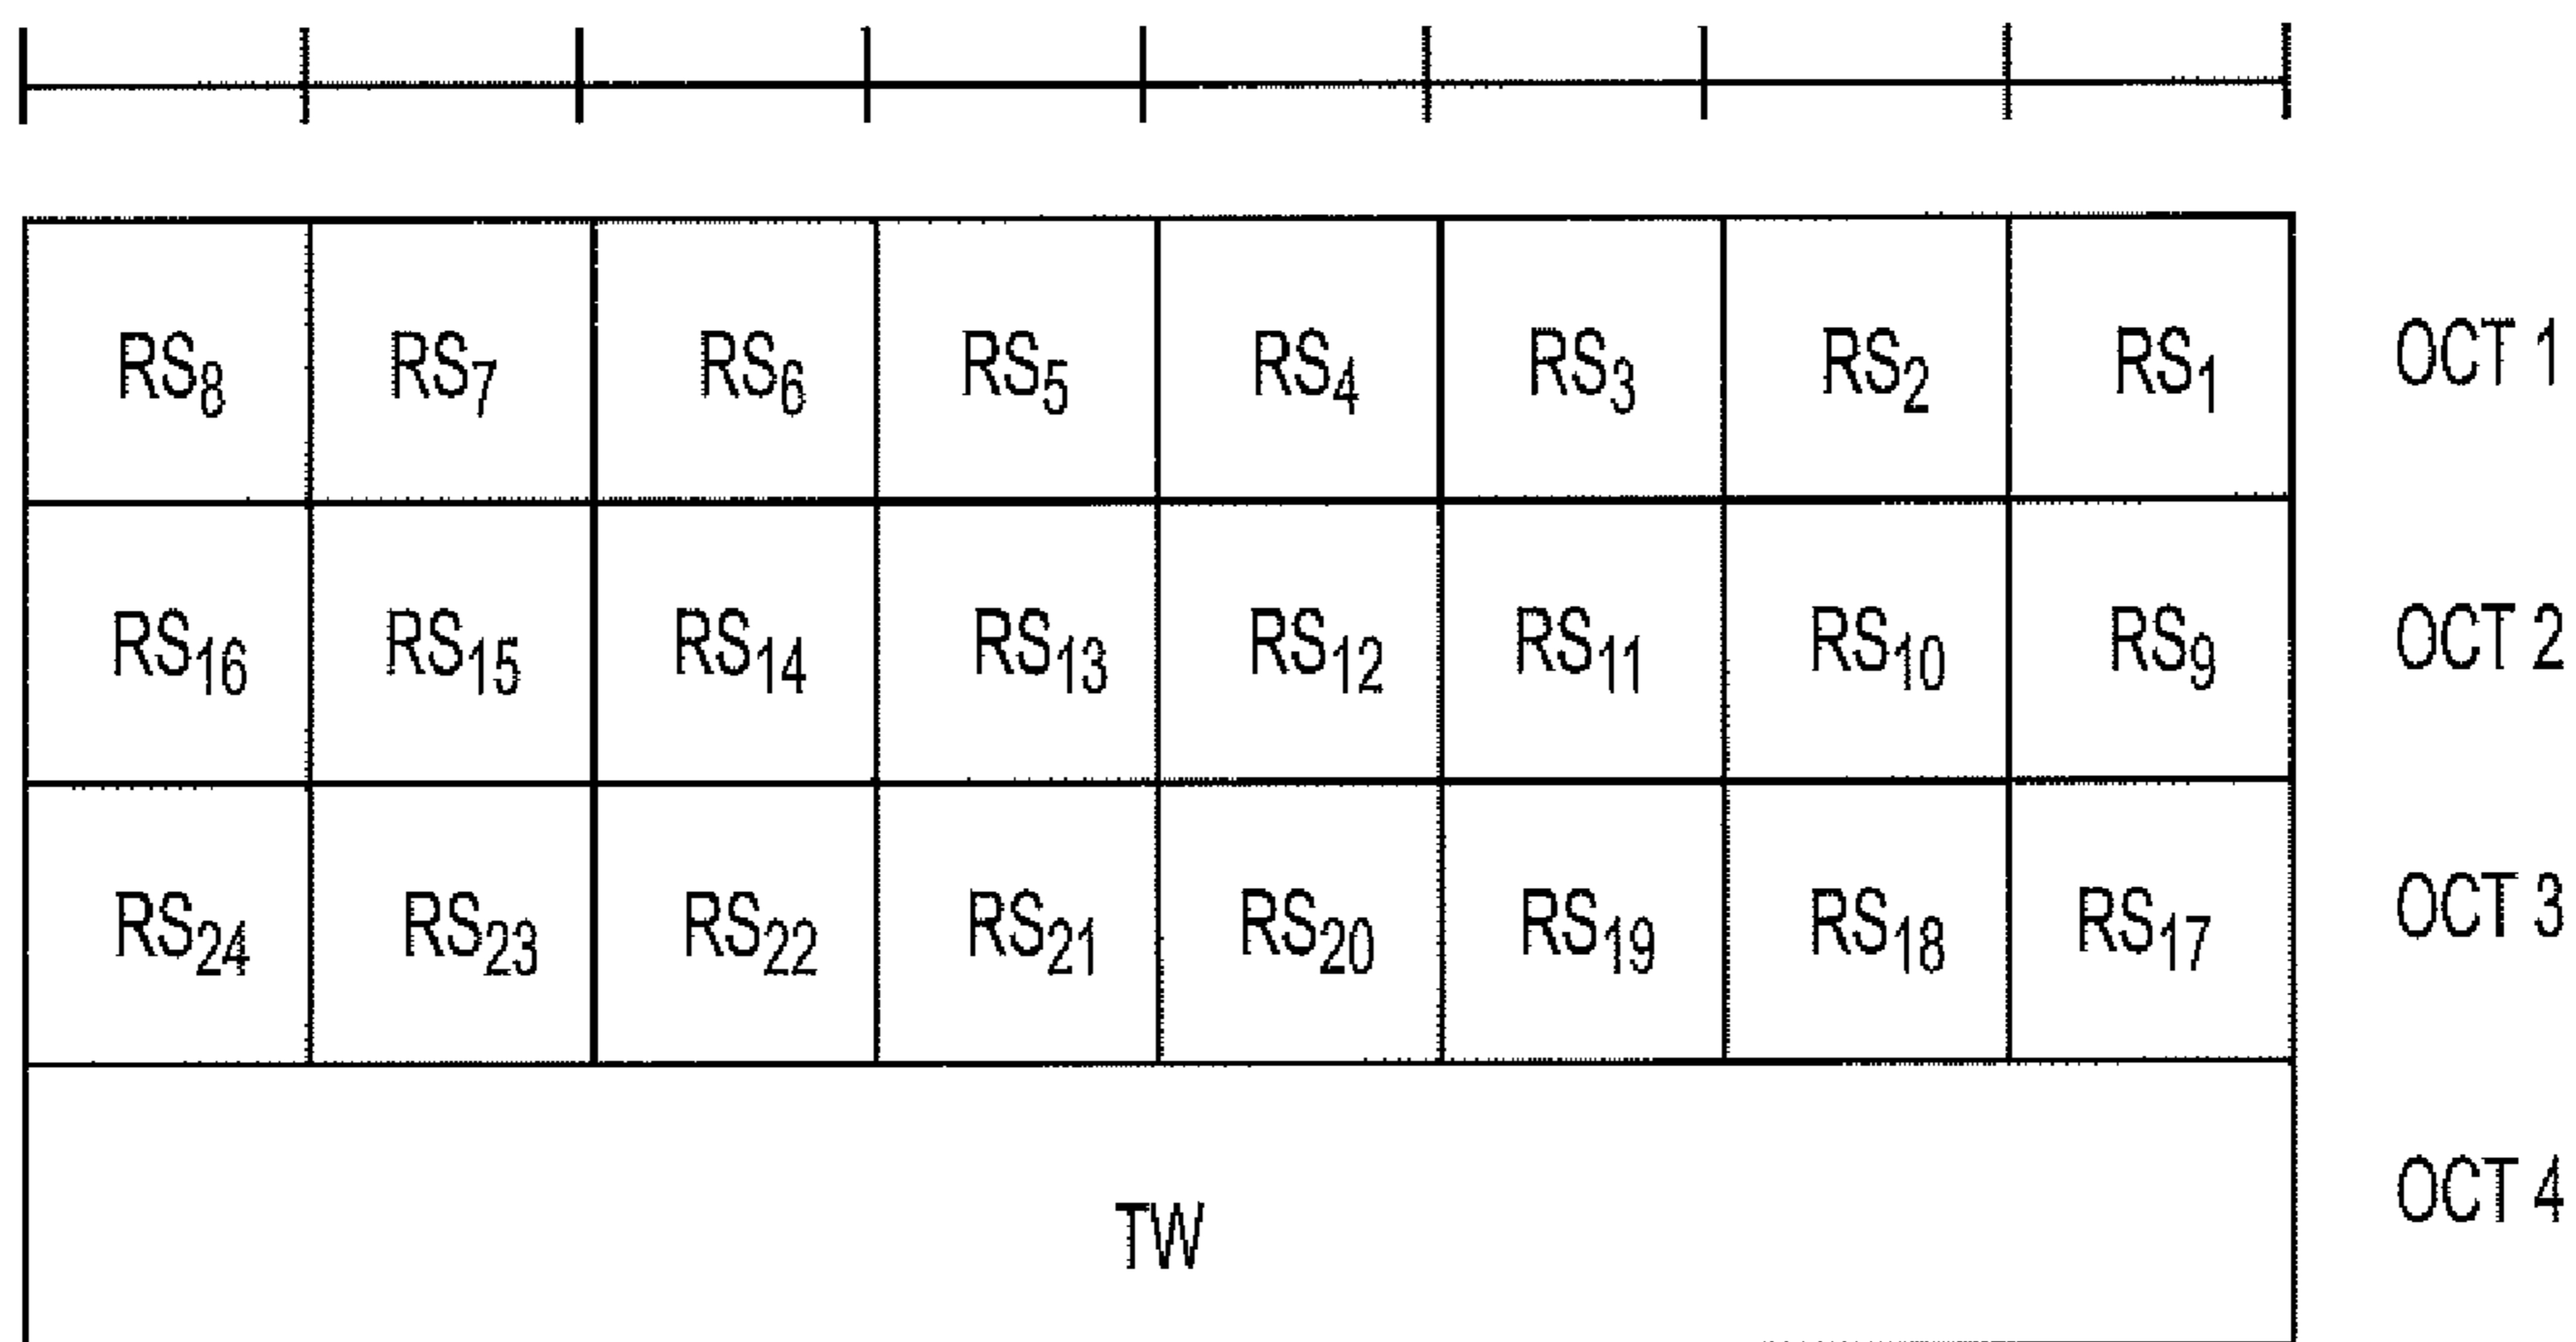 RS8 RS7 RS6 RS5 RS4 RS3 RS2 RS1 OCT 1
RS16 RS15 RS14 RS13 RS12 RS11 RS10 RS9 OCT 2
RS24 RS23 RS22 RS21 RS20 RS19 RS18 RS17 OCT 3
TW OCT 4